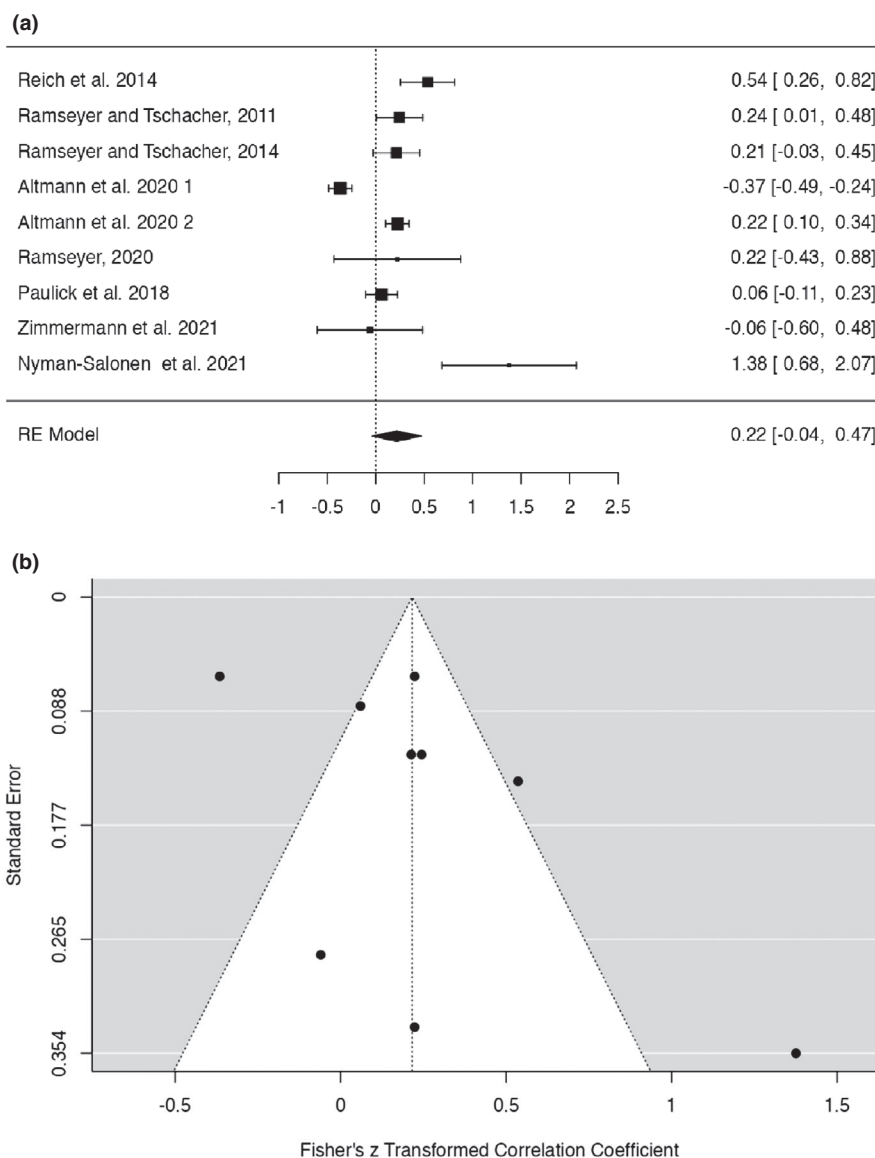 (a)
Reich et al. 2014 0.54 [ 0.26, 0.82]
Ramseyer and Tschacher, 2011 0.24 [ 0.01, 0.48]
Ramseyer and Tschacher, 2014 0.21 [-0.03, 0.45]
Altmann et al. 2020 1 -0.37 [-0.49, -0.24]
Altmann et al. 2020 2 0.22 [ 0.10, 0.34]
Ramseyer, 2020 0.22 [-0.43, 0.88]
Paulick et al. 2018 0.06 [-0.11, 0.23]
Zimmermann et al. 2021 -0.06 [-0.60, 0.48]
Nyman-Salonen et al. 2021 1.38 [ 0.68, 2.07]
RE Model 0.22 [-0.04, 0.47]
-1 -0.5 0 0.5 1 1.5 2 2.5
(b)
Standard Error
0
0.088
0.177
0.265
0.354
-0.5 0 0.5 1 1.5
Fisher's z Transformed Correlation Coefficient